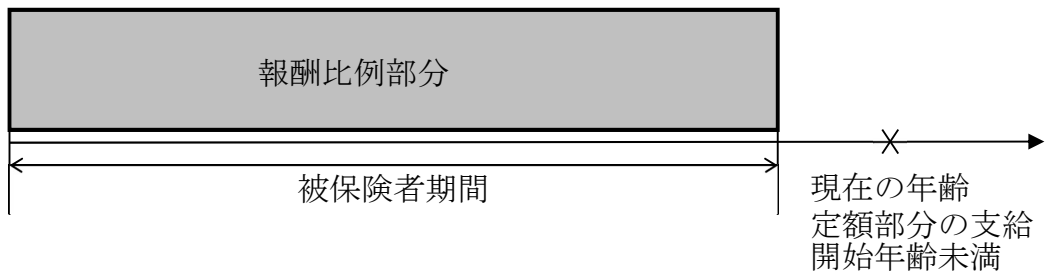 報酬比例部分
被保険者期間
現在の年齢
定額部分の支給
開始年齢未満